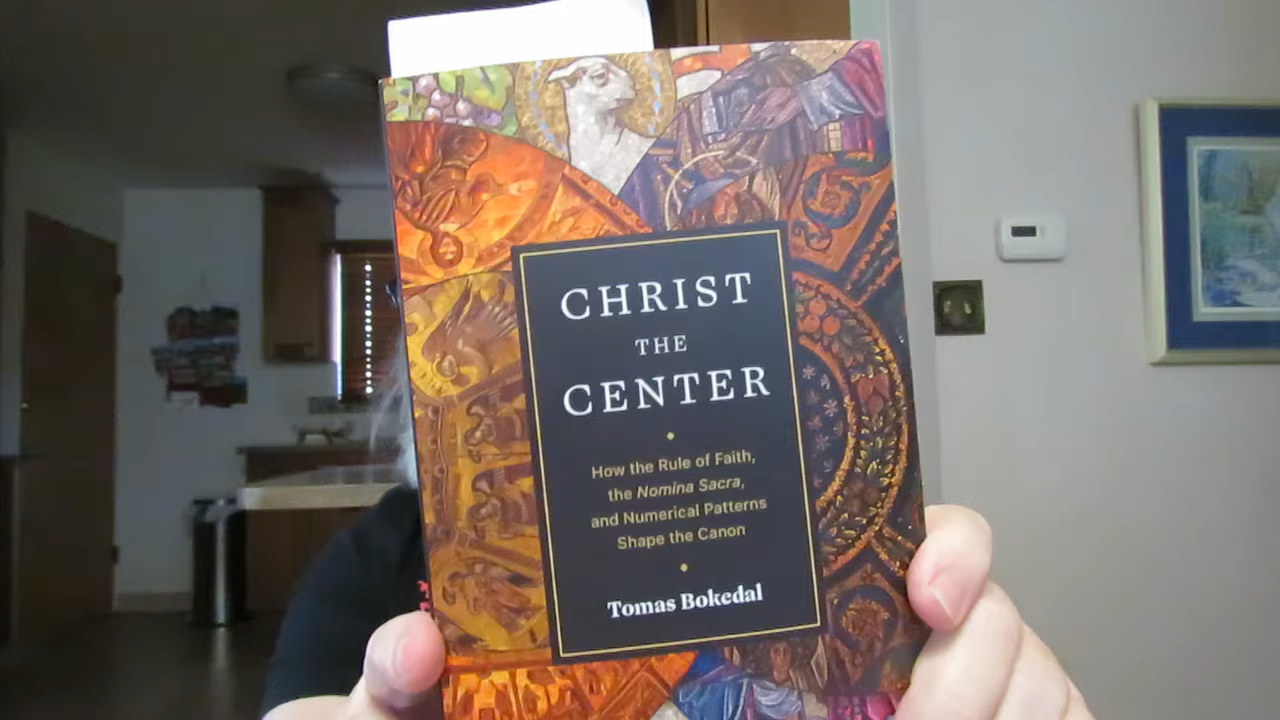 CHRIST
THE
CENTER
How the Rule of Faith,
the Nomina Sacra,
and Numerical Patterns
Shape the Canon
Tomas Bokedal